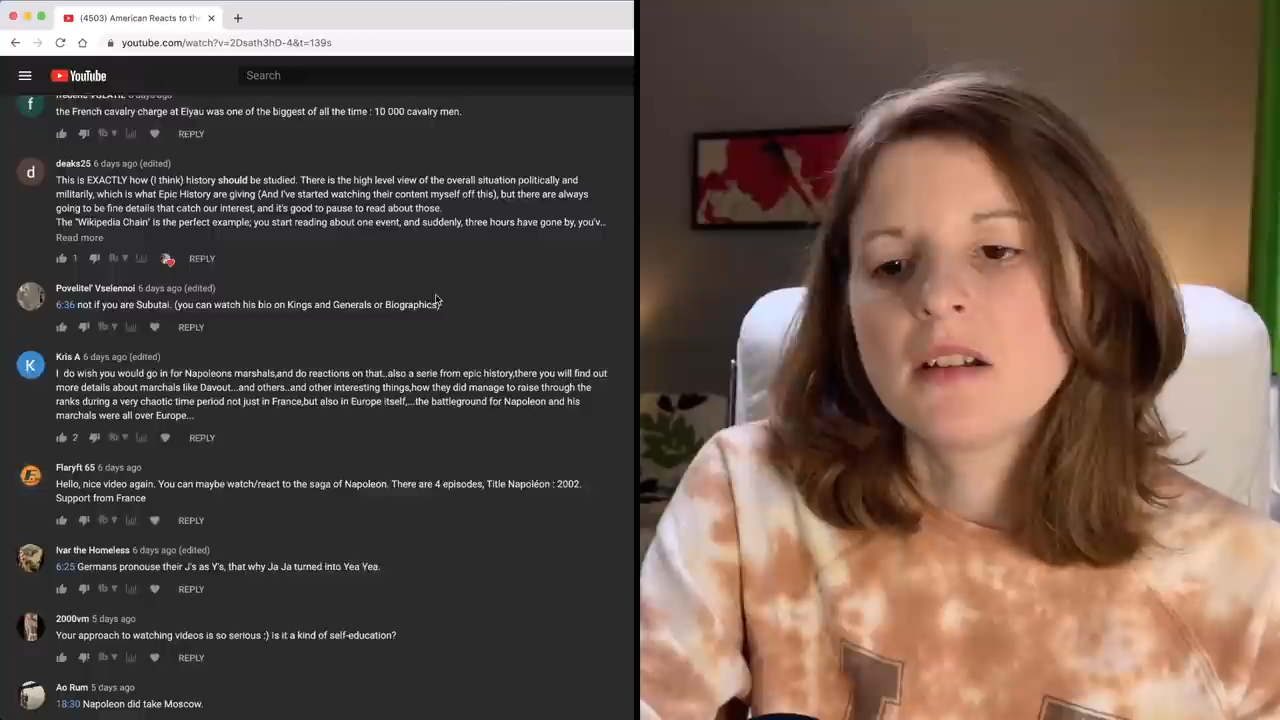 (4503) American Reacts to the
youtube.com/watch?v=2Dsath3hD-4&t=139s
YouTube
Search
f
6 days ago
the French cavalry charge at Elyau was one of the biggest of all the time : 10 000 cavalry men.
REPLY
d
deaks25 6 days ago (edited)
This is EXACTLY how (I think) history should be studied. There is the high level view of the overall situation politically and
militarily, which is what Epic History are giving (And I've started watching their content myself off this), but there are always
going to be fine details that catch our interest, and it's good to pause to read about those.
The "Wikipedia Chain" is the perfect example; you start reading about one event, and suddenly, three hours have gone by, you'v...
Read more
1 REPLY
Povelitel' Vselennoi 6 days ago (edited)
6:36 not if you are Subutai. (you can watch his bio on Kings and Generals or Biographics)
REPLY
K
Kris A 6 days ago (edited)
I do wish you would go in for Napoleons marshals,and do reactions on that..also a serie from epic history,there you will find out
more details about marchals like Davout...and others..and other interesting things,how they did manage to raise through the
ranks during a very chaotic time period not just in France,but also in Europe itself,...the battleground for Napoleon and his
marchals were all over Europe...
2 REPLY
Flaryft 65 6 days ago
Hello, nice video again. You can maybe watch/react to the saga of Napoleon. There are 4 episodes, Title Napoléon : 2002.
Support from France
REPLY
Ivar the Homeless 6 days ago (edited)
6:25 Germans pronouse their J's as Y's, that why Ja Ja turned into Yea Yea.
REPLY
2000vm 5 days ago
Your approach to watching videos is so serious :) is it a kind of self-education?
REPLY
Ao Rum 5 days ago
18:30 Napoleon did take Moscow.